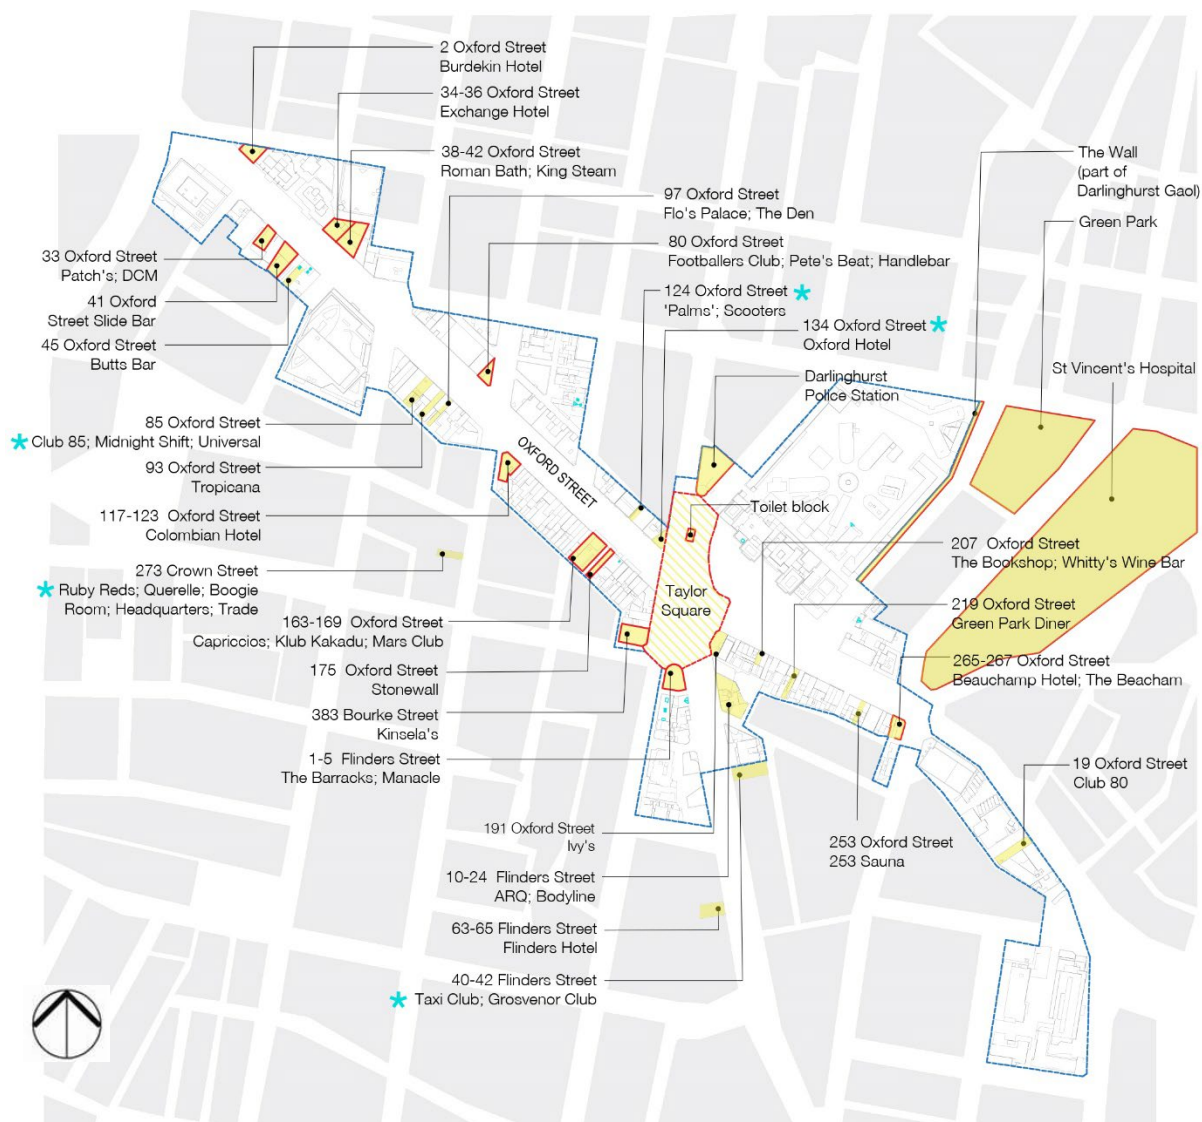 2 Oxford Street
Burdekin Hotel
34-36 Oxford Street
Exchange Hotel
38-42 Oxford Street
Roman Bath; King Steam
97 Oxford Street
Flo's Palace; The Den
80 Oxford Street
Footballers Club; Pete's Beat; Handlebar
124 Oxford Street
'Palms'; Scooters
134 Oxford Street
Oxford Hotel
Darlinghurst
Police Station
The Wall
(part of
Darlinghurst Gaol)
Green Park
St Vincent's Hospital
33 Oxford Street
Patch's; DCM
41 Oxford
Street Slide Bar
45 Oxford Street
Butts Bar
85 Oxford Street
Club 85; Midnight Shift; Universal
93 Oxford Street
Tropicana
117-123 Oxford Street
Colombian Hotel
273 Crown Street
Ruby Reds; Querelle; Boogie
Room; Headquarters; Trade
163-169 Oxford Street
Capriccios; Klub Kakadu; Mars Club
175 Oxford Street
Stonewall
383 Bourke Street
Kinsela's
1-5 Flinders Street
The Barracks; Manacle
OXFORD STREET
Toilet block
Taylor
Square
207 Oxford Street
The Bookshop; Whitty's Wine Bar
219 Oxford Street
Green Park Diner
265-267 Oxford Street
Beauchamp Hotel; The Beacham
19 Oxford Street
Club 80
253 Oxford Street
253 Sauna
191 Oxford Street
Ivy's
10-24 Flinders Street
ARQ; Bodyline
63-65 Flinders Street
Flinders Hotel
40-42 Flinders Street
Taxi Club; Grosvenor Club